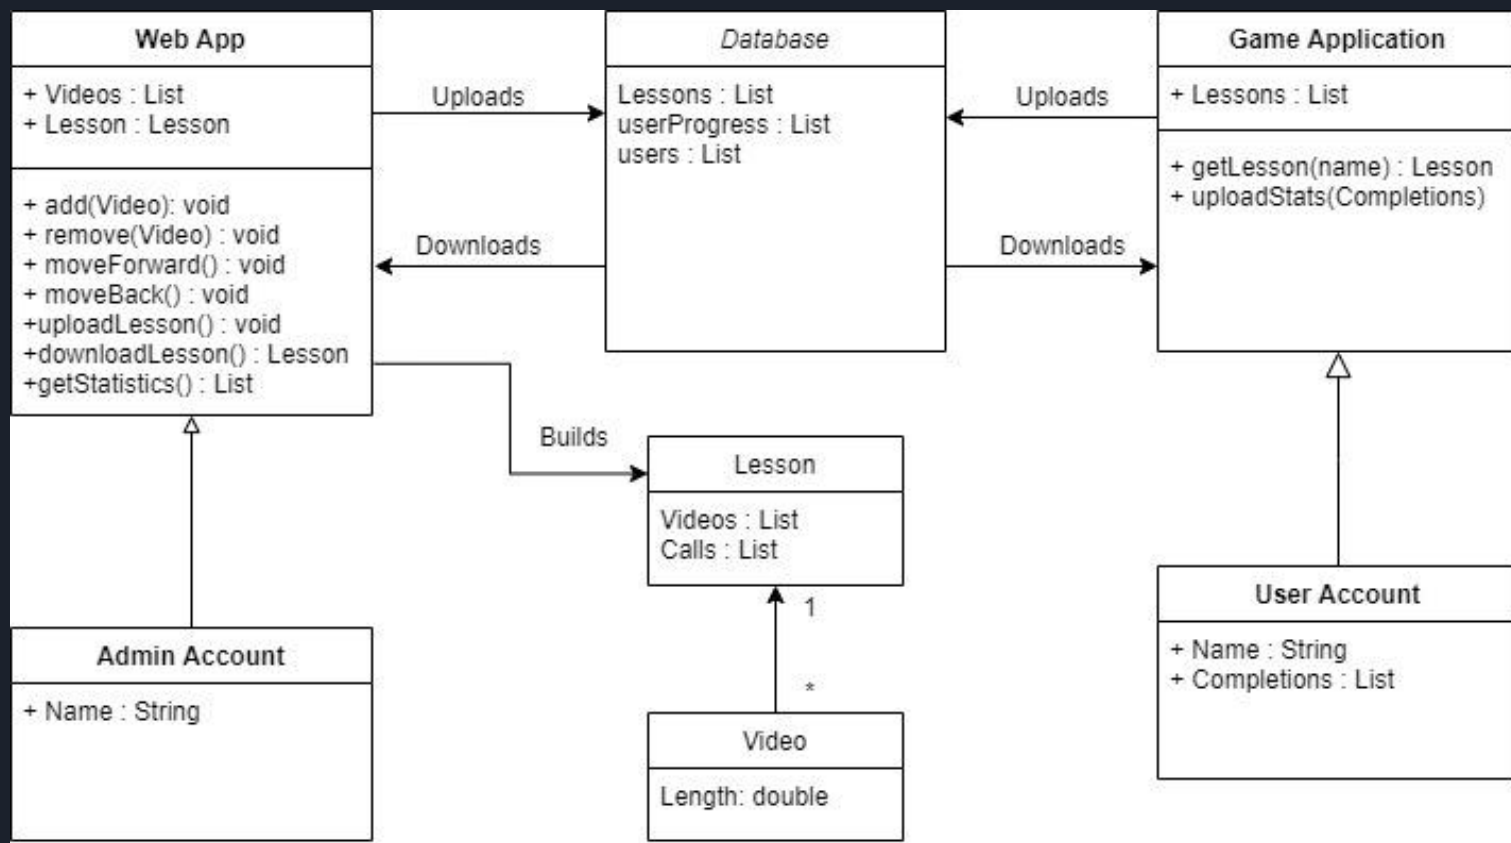 Web App
+ Videos : List
+ Lesson : Lesson
+ add(Video): void
+ remove(Video) : void
+ moveForward() : void
+ moveBack() : void
+uploadLesson() : void
+downloadLesson() : Lesson
+getStatistics() : List
Uploads
Downloads
Database
Lessons : List
userProgress : List
users : List
Uploads
Downloads
Game Application
+ Lessons : List
+ getLesson(name) : Lesson
+ uploadStats(Completions)
Builds
Lesson
Videos : List
Calls : List
1
*
Video
Length: double
Admin Account
+ Name : String
User Account
+ Name : String
+ Completions : List